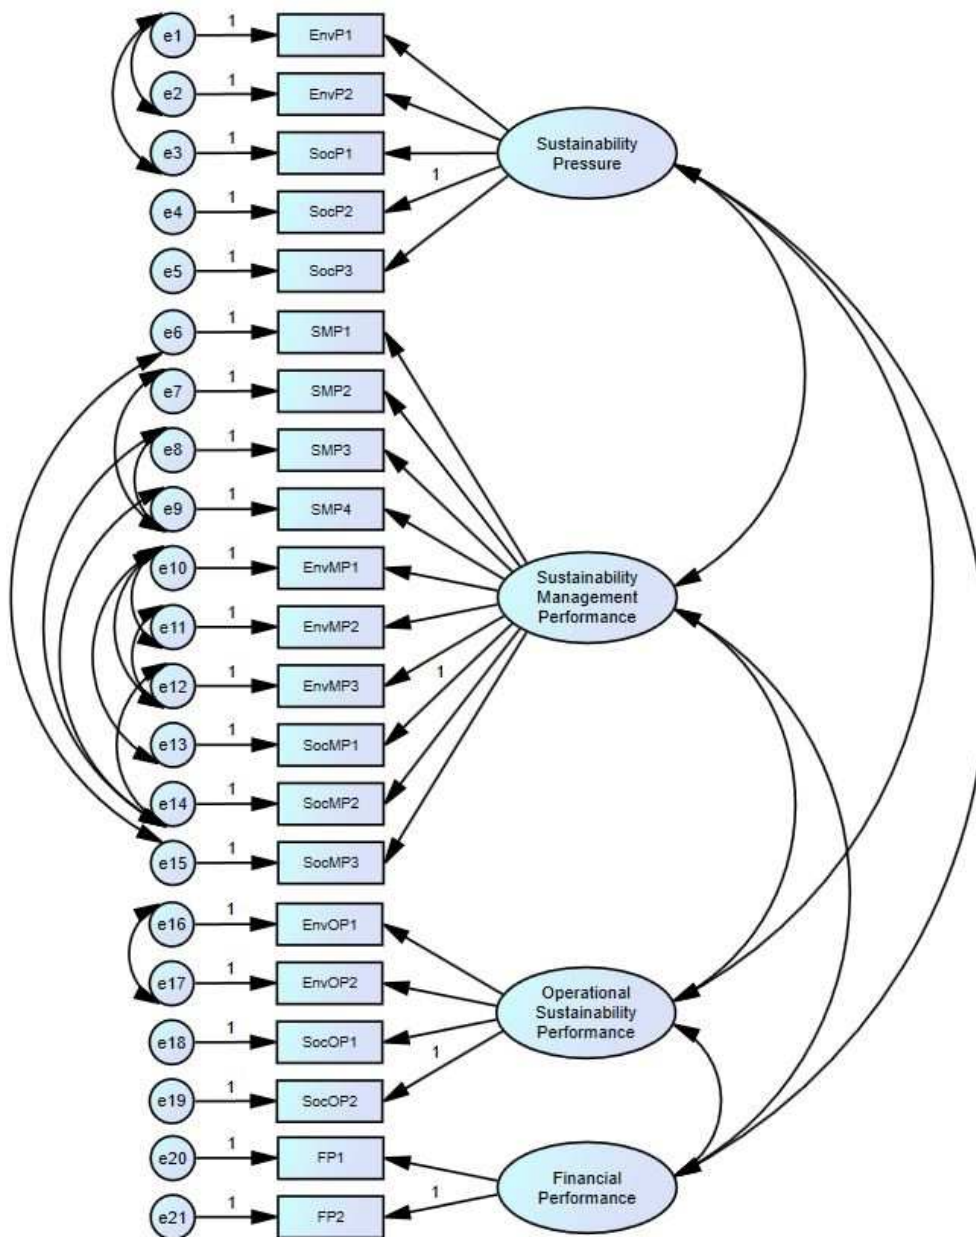 e1 1 EnvP1
e2 1 EnvP2
Sustainability
Pressure
e3 1 SocP1
1
e4 1 SocP2
e5 1 SocP3
e6 1 SMP1
e7 1 SMP2
e8 1 SMP3
e9 1 SMP4
e10 1 EnvMP1
Sustainability
Management
Performance
e11 1 EnvMP2
e12 1 EnvMP3
1
e13 1 SocMP1
e14 1 SocMP2
e15 1 SocMP3
e16 1 EnvOP1
e17 1 EnvOP2
Operational
Sustainability
Performance
e18 1 SocOP1
1
e19 1 SocOP2
e20 1 FP1
Financial
Performance
1
e21 1 FP2